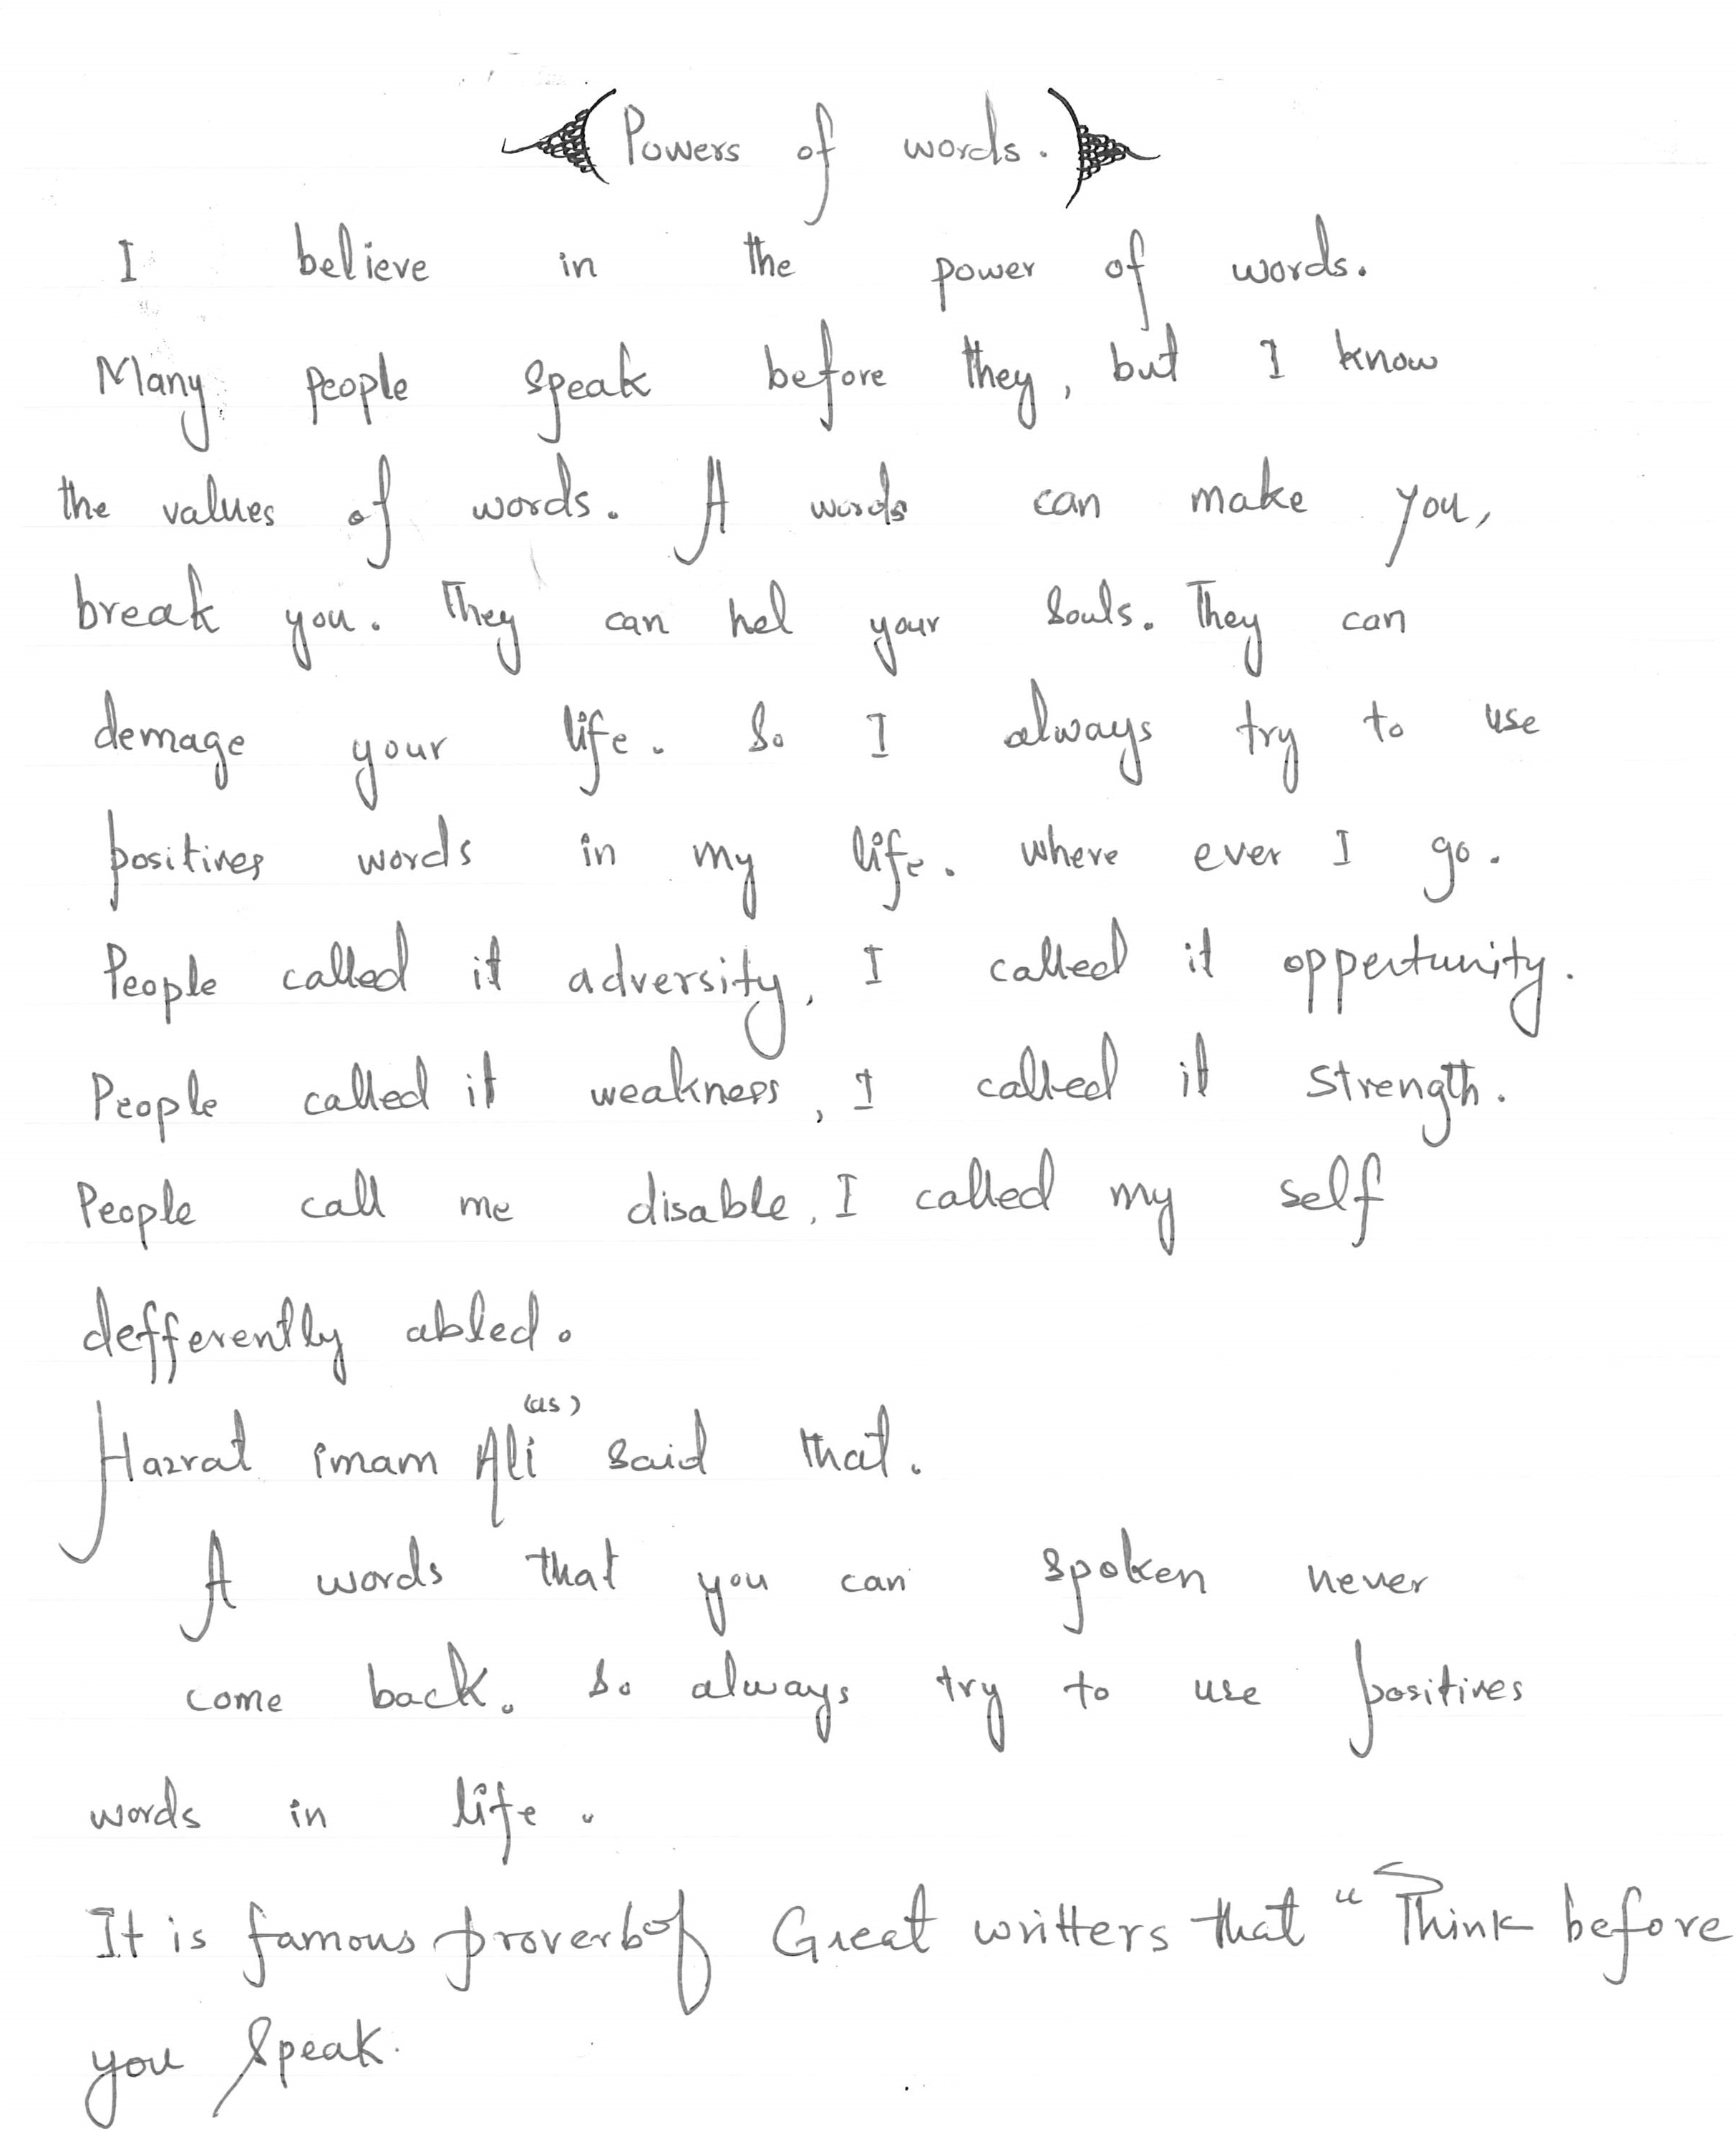 Powers of words.
I believe in the power of words.
Many people speak before they, but I know
the values of words. A words can make you,
break you. They can hel your souls. They can
demage your life. So I always try to use
positives words in my life. where ever I go.
People called it adversity, I called it oppertunity.
People called it weakness, I called it strength.
People call me disable, I called my self
defferently abled.
Hazrat imam Ali (as) said that.
A words that you can spoken never
come back. So always try to use positives
words in life.
It is famous proverb of Great writters that "Think before
you speak.